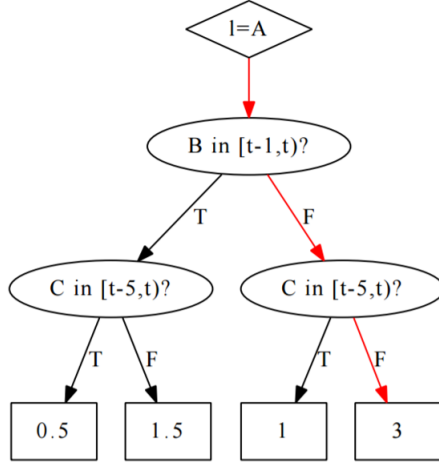 l=A
B in [t-1,t)?
T
F
C in [t-5,t)?
C in [t-5,t)?
T
F
T
F
0.5
1.5
1
3